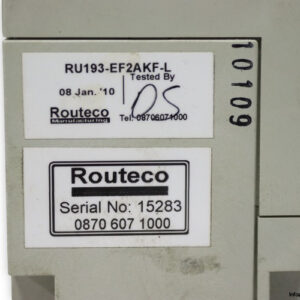 RU193-EF2AKF-L
Tested By
08 Jan. '10
DS
Routeco
Manufacturing
Tel: 08706071000
10109
Routeco
Serial No: 15283
0870 607 1000